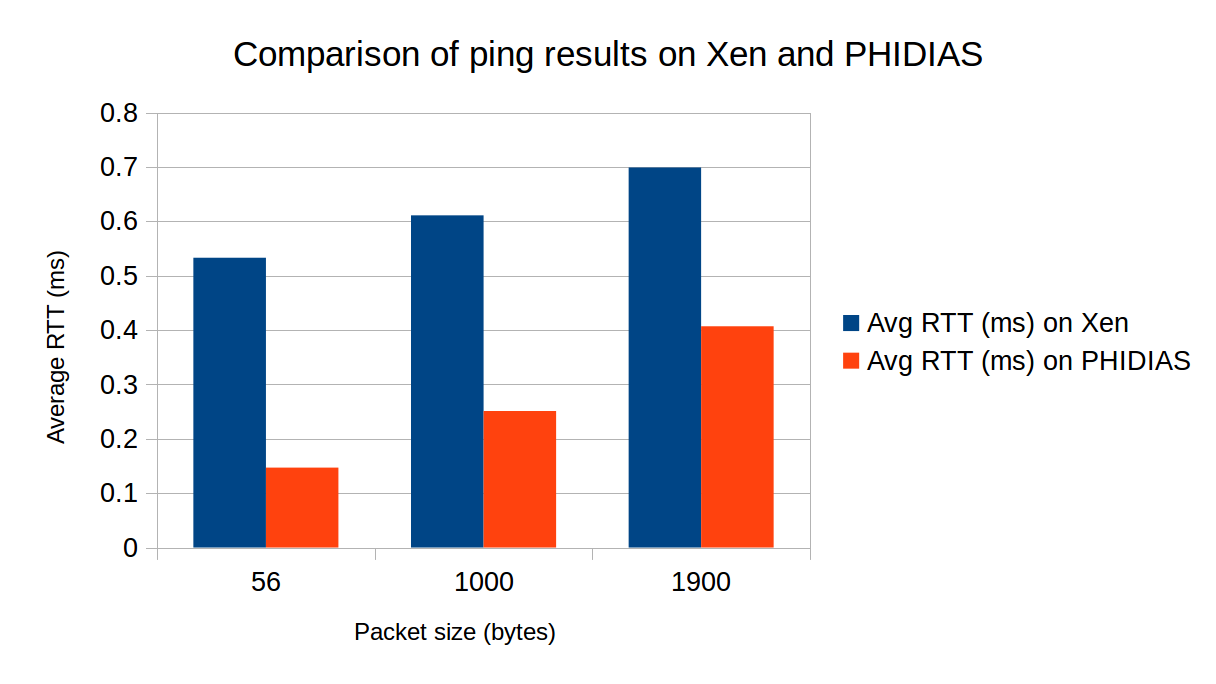 Comparison of ping results on Xen and PHIDIAS
0.8
0.7
0.6
0.5
0.4
0.3
0.2
0.1
0
Average RTT (ms)
56 1000 1900
Packet size (bytes)
Avg RTT (ms) on Xen
Avg RTT (ms) on PHIDIAS